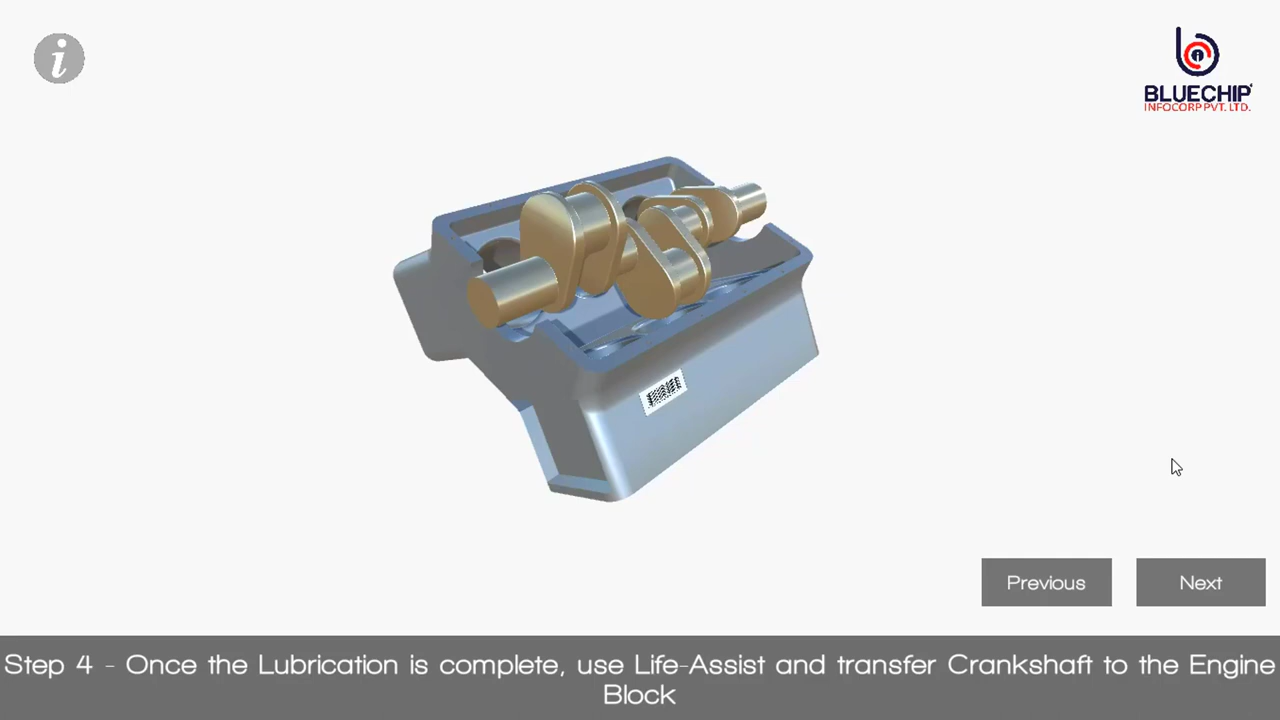 BLUECHIP
INFOCORP PVT. LTD.
Previous
Next
Step 4 - Once the Lubrication is complete, use Life-Assist and transfer Crankshaft to the Engine
Block